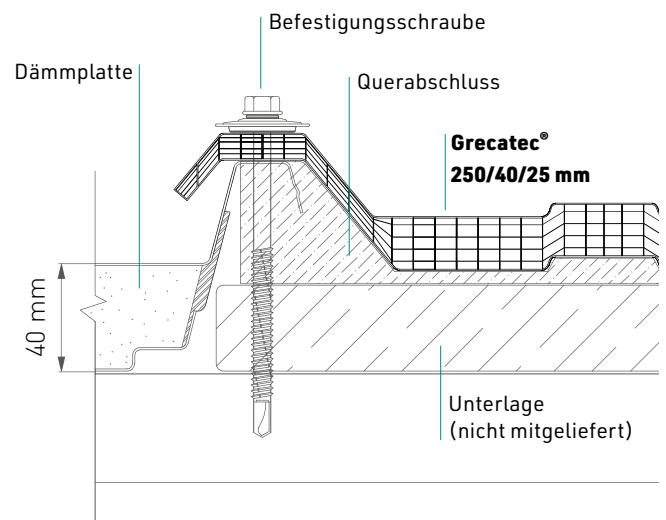 Befestigungsschraube
Dämmplatte
Querabschluss
Grecatec®
250/40/25 mm
40 mm
Unterlage
(nicht mitgeliefert)